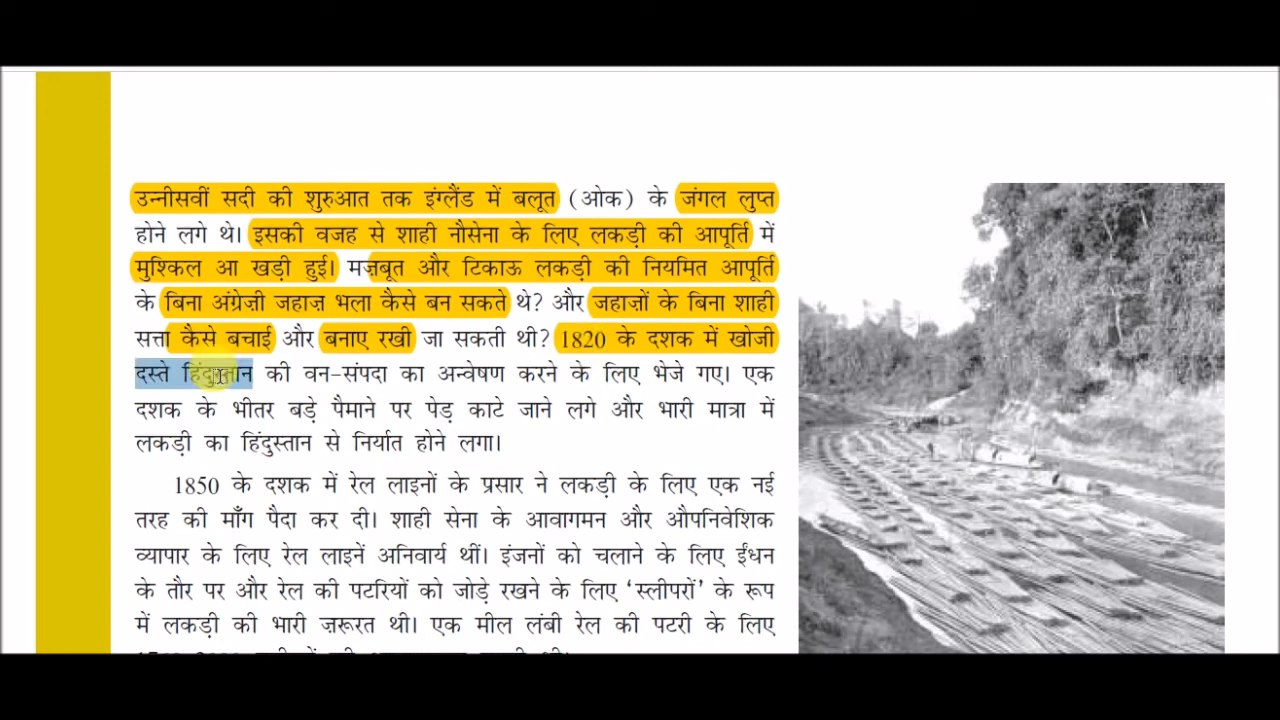 उन्नीसवीं सदी की शुरुआत तक इंग्लैंड में बलूत (ओक) के जंगल लुप्त
होने लगे थे। इसकी वजह से शाही नौसेना के लिए लकड़ी की आपूर्ति में
मुश्किल आ खड़ी हुई। मज़बूत और टिकाऊ लकड़ी की नियमित आपूर्ति
के बिना अंग्रेज़ी जहाज़ भला कैसे बन सकते थे? और जहाज़ों के बिना शाही
सत्ता कैसे बचाई और बनाए रखी जा सकती थी? 1820 के दशक में खोजी
दस्ते हिंदुस्तान की वन-संपदा का अन्वेषण करने के लिए भेजे गए। एक
दशक के भीतर बड़े पैमाने पर पेड़ काटे जाने लगे और भारी मात्रा में
लकड़ी का हिंदुस्तान से निर्यात होने लगा।
1850 के दशक में रेल लाइनों के प्रसार ने लकड़ी के लिए एक नई
तरह की माँग पैदा कर दी। शाही सेना के आवागमन और औपनिवेशिक
व्यापार के लिए रेल लाइनें अनिवार्य थीं। इंजनों को चलाने के लिए ईंधन
के तौर पर और रेल की पटरियों को जोड़े रखने के लिए ‘स्लीपरों’ के रूप
में लकड़ी की भारी ज़रूरत थी। एक मील लंबी रेल की पटरी के लिए